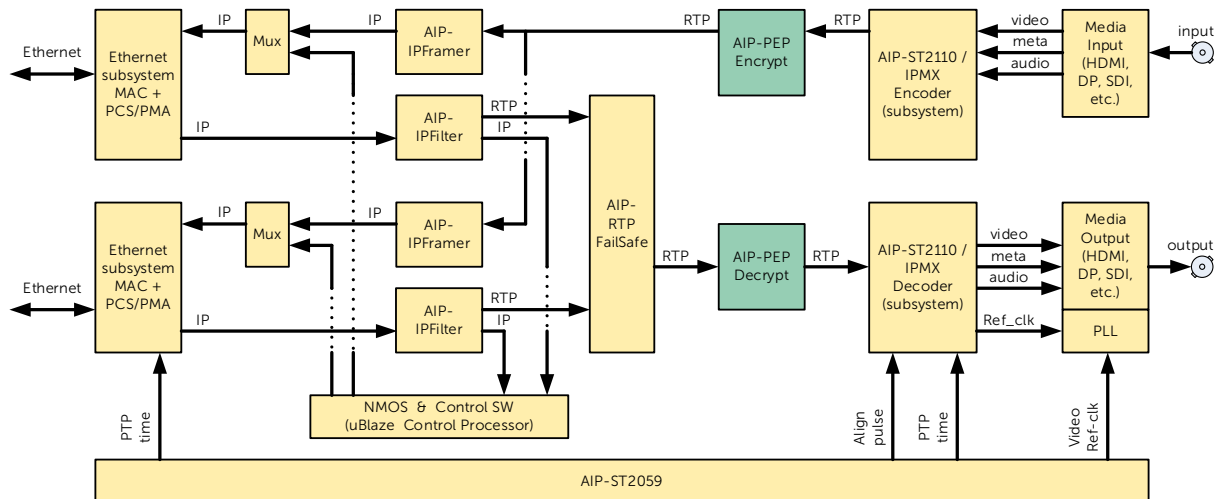 Ethernet
Ethernet
subsystem
MAC +
PCS/PMA
IP
Mux
IP
AIP-
IPFramer
RTP
AIP-PEP
Encrypt
RTP
AIP-ST2110 /
IPMX
Encoder
(subsystem)
video
meta
audio
Media
Input
(HDMI,
DP, SDI,
etc.)
input
IP
AIP-
IPFilter
RTP
IP
AIP-
RTP
FailSafe
Ethernet
Ethernet
subsystem
MAC +
PCS/PMA
IP
Mux
IP
AIP-
IPFramer
IP
AIP-
IPFilter
RTP
IP
RTP
AIP-PEP
Decrypt
RTP
AIP-ST2110 /
IPMX
Decoder
(subsystem)
video
meta
audio
Ref_clk
Media
Output
(HDMI,
DP, SDI,
etc.)
PLL
output
NMOS & Control SW
(uBlaze Control Processor)
PTP
time
Align
pulse
PTP
time
Video
Ref-clk
AIP-ST2059